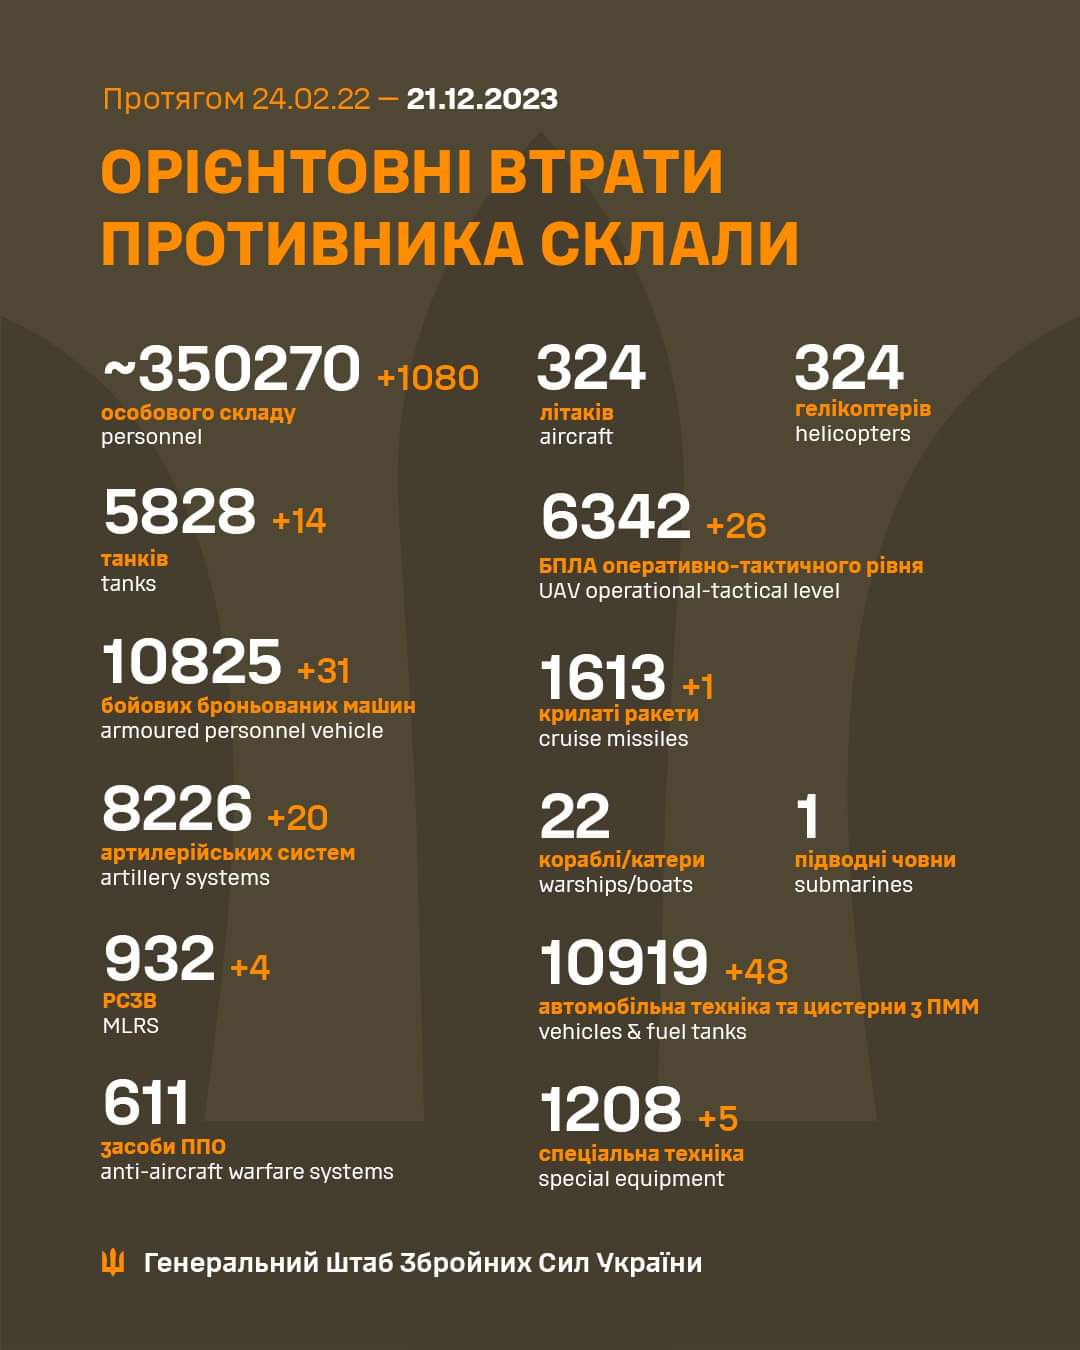 Протягом 24.02.22 — 21.12.2023
ОРІЄНТОВНІ ВТРАТИ
ПРОТИВНИКА СКЛАЛИ
~350270 +1080
особового складу
personnel
324
літаків
aircraft
324
гелікоптерів
helicopters
5828 +14
танків
tanks
6342 +26
БПЛА оперативно-тактичного рівня
UAV operational-tactical level
10825 +31
бойових броньованих машин
armoured personnel vehicle
1613 +1
крилаті ракети
cruise missiles
8226 +20
артилерійських систем
artillery systems
22
кораблі/катери
warships/boats
1
підводні човни
submarines
932 +4
РСЗВ
MLRS
10919 +48
автомобільна техніка та цистерни з ПММ
vehicles & fuel tanks
611
засоби ППО
anti-aircraft warfare systems
1208 +5
спеціальна техніка
special equipment
Генеральний штаб Збройних Сил України